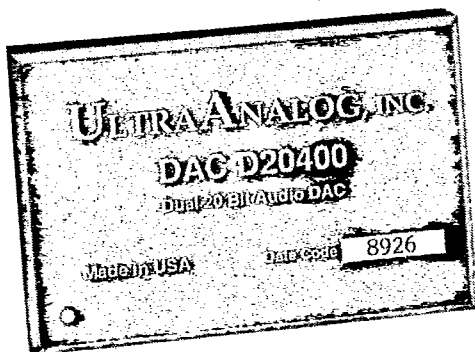 ULTRAANALOG, INC.
DAC D20400
Dual 20 Bit Audio DAC
Made in USA Date Code 8926